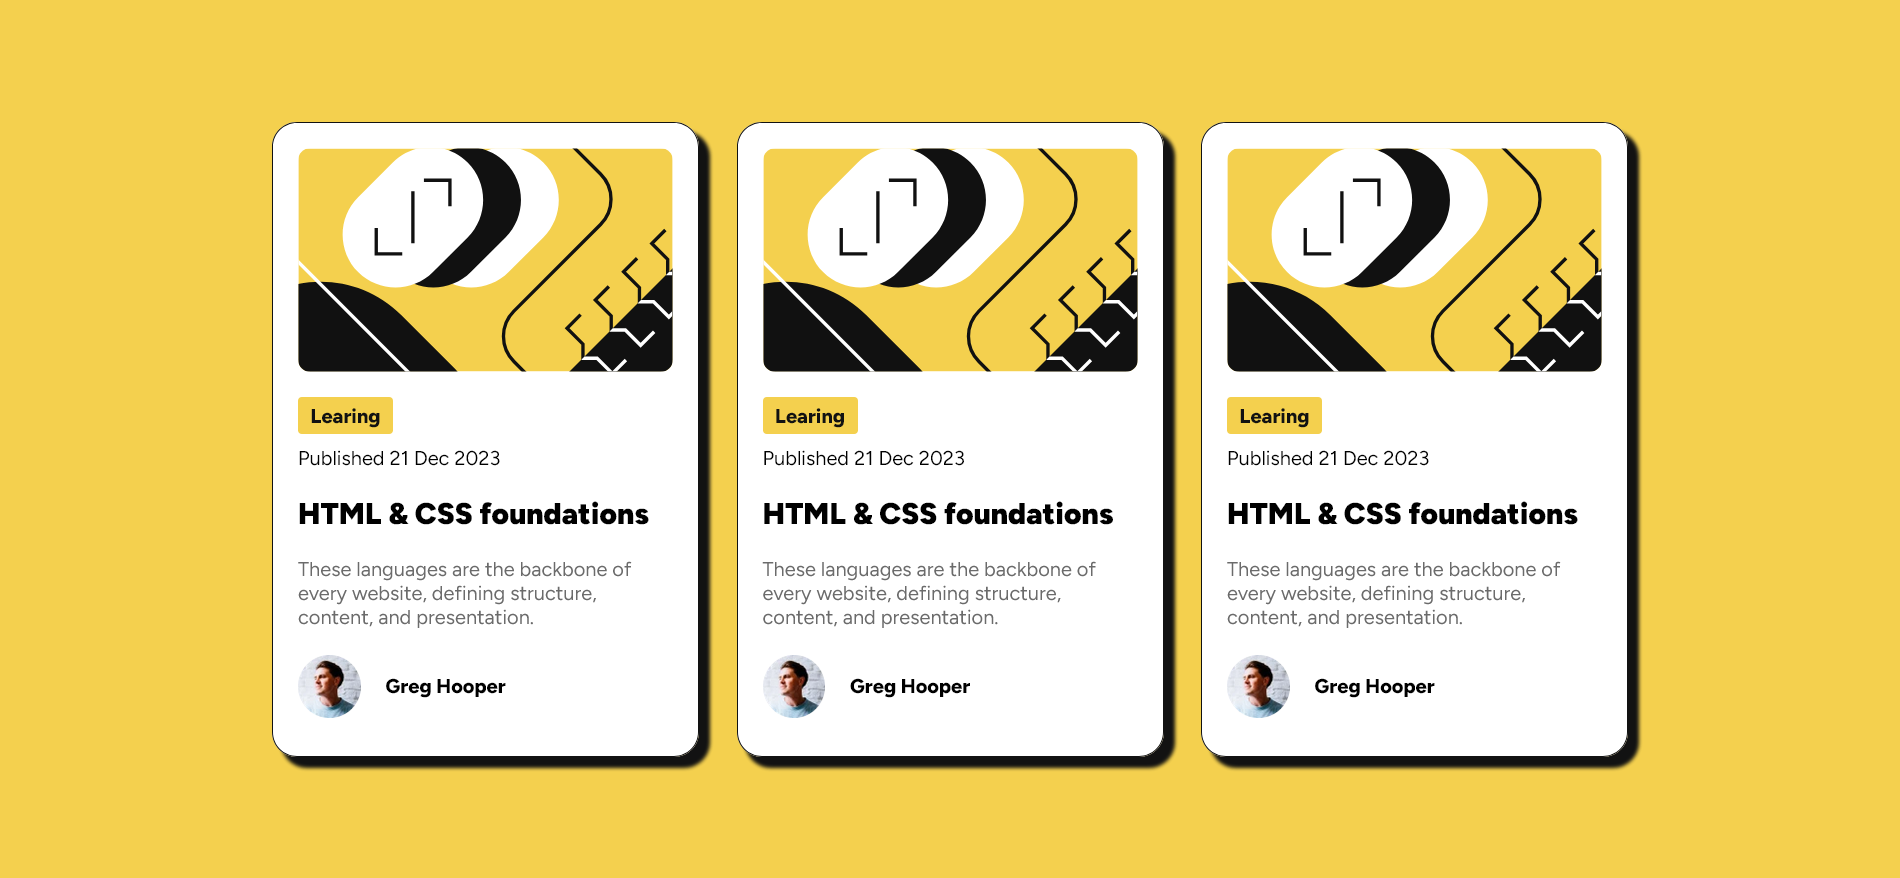 Learing
Published 21 Dec 2023
HTML & CSS foundations
These languages are the backbone of
every website, defining structure,
content, and presentation.
Greg Hooper
Learing
Published 21 Dec 2023
HTML & CSS foundations
These languages are the backbone of
every website, defining structure,
content, and presentation.
Greg Hooper
Learing
Published 21 Dec 2023
HTML & CSS foundations
These languages are the backbone of
every website, defining structure,
content, and presentation.
Greg Hooper